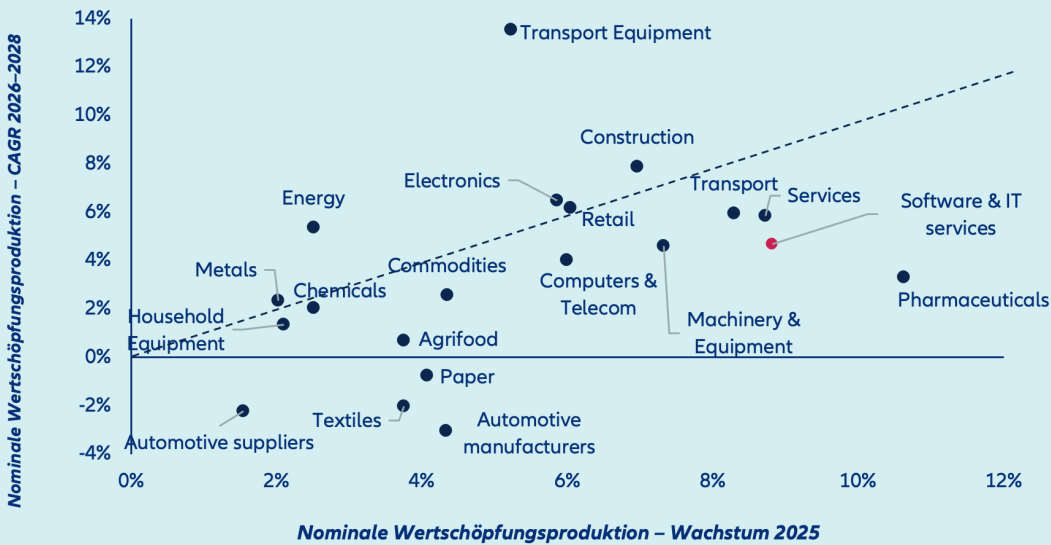 Nominale Wertschöpfungsproduktion – CAGR 2026–2028
14%
12%
10%
8%
6%
4%
2%
0%
-2%
-4%
Transport Equipment
Construction
Electronics
Transport
Services
Energy
Retail
Software & IT
services
Metals
Commodities
Chemicals
Computers &
Telecom
Pharmaceuticals
Household
Equipment
Machinery &
Equipment
Agrifood
Paper
Textiles
Automotive
manufacturers
Automotive suppliers
0%
2%
4%
6%
8%
10%
12%
Nominale Wertschöpfungsproduktion – Wachstum 2025